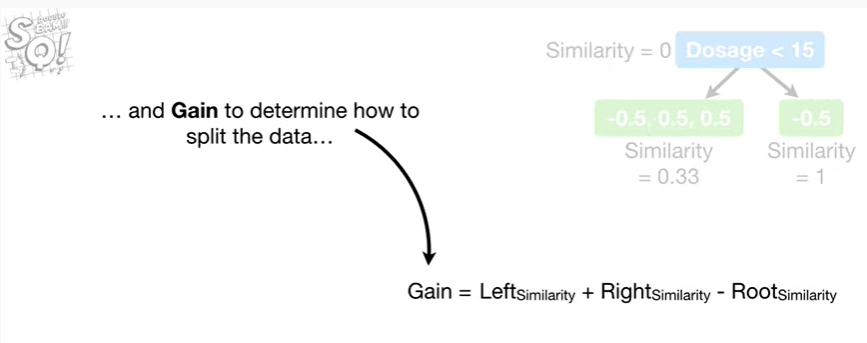 Similarity = 0 Dosage < 15
… and Gain to determine how to
split the data…
-0.5, 0.5, 0.5 -0.5
Similarity Similarity
= 0.33 = 1
Gain = LeftSimilarity + RightSimilarity - RootSimilarity